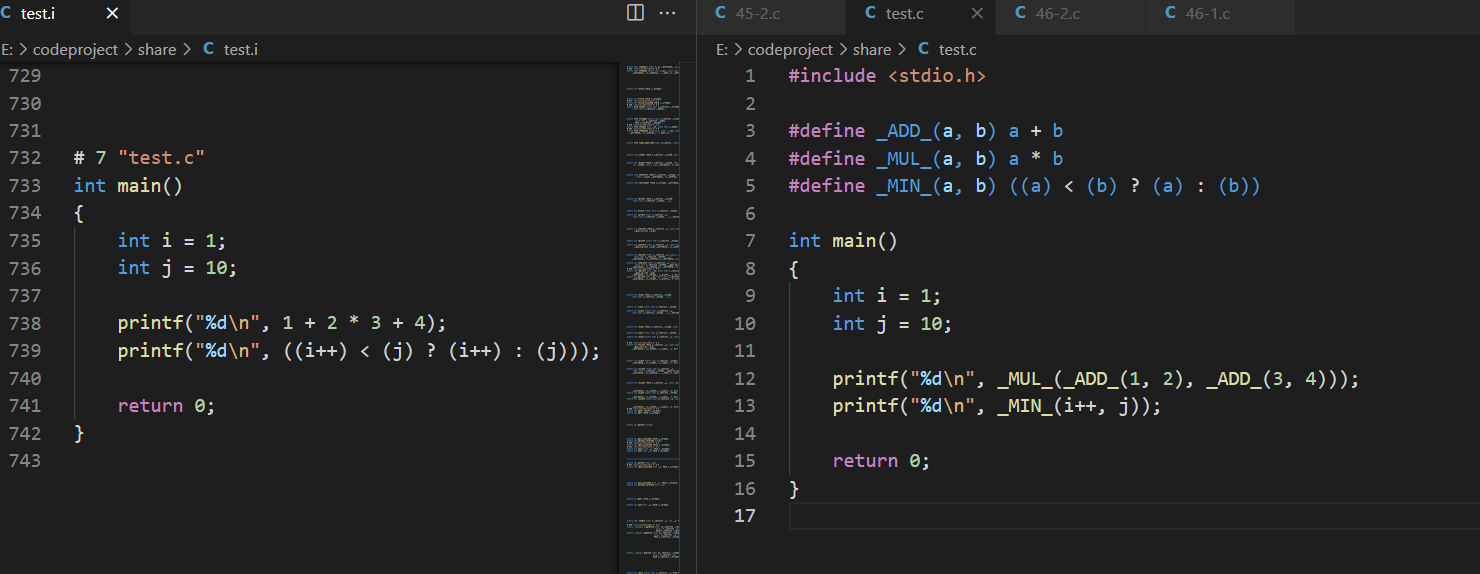 C test.i ×
E: > codeproject > share > C test.i
729
730
731
732 # 7 "test.c"
733 int main()
734 {
735     int i = 1;
736     int j = 10;
737
738     printf("%d\n", 1 + 2 * 3 + 4);
739     printf("%d\n", ((i++) < (j) ? (i++) : (j)));
740
741     return 0;
742 }
743
C 45-2.c C test.c × C 46-2.c C 46-1.c
E: > codeproject > share > C test.c
1 #include <stdio.h>
2
3 #define _ADD_(a, b) a + b
4 #define _MUL_(a, b) a * b
5 #define _MIN_(a, b) ((a) < (b) ? (a) : (b))
6
7 int main()
8 {
9     int i = 1;
10     int j = 10;
11
12     printf("%d\n", _MUL_(_ADD_(1, 2), _ADD_(3, 4)));
13     printf("%d\n", _MIN_(i++, j));
14
15     return 0;
16 }
17